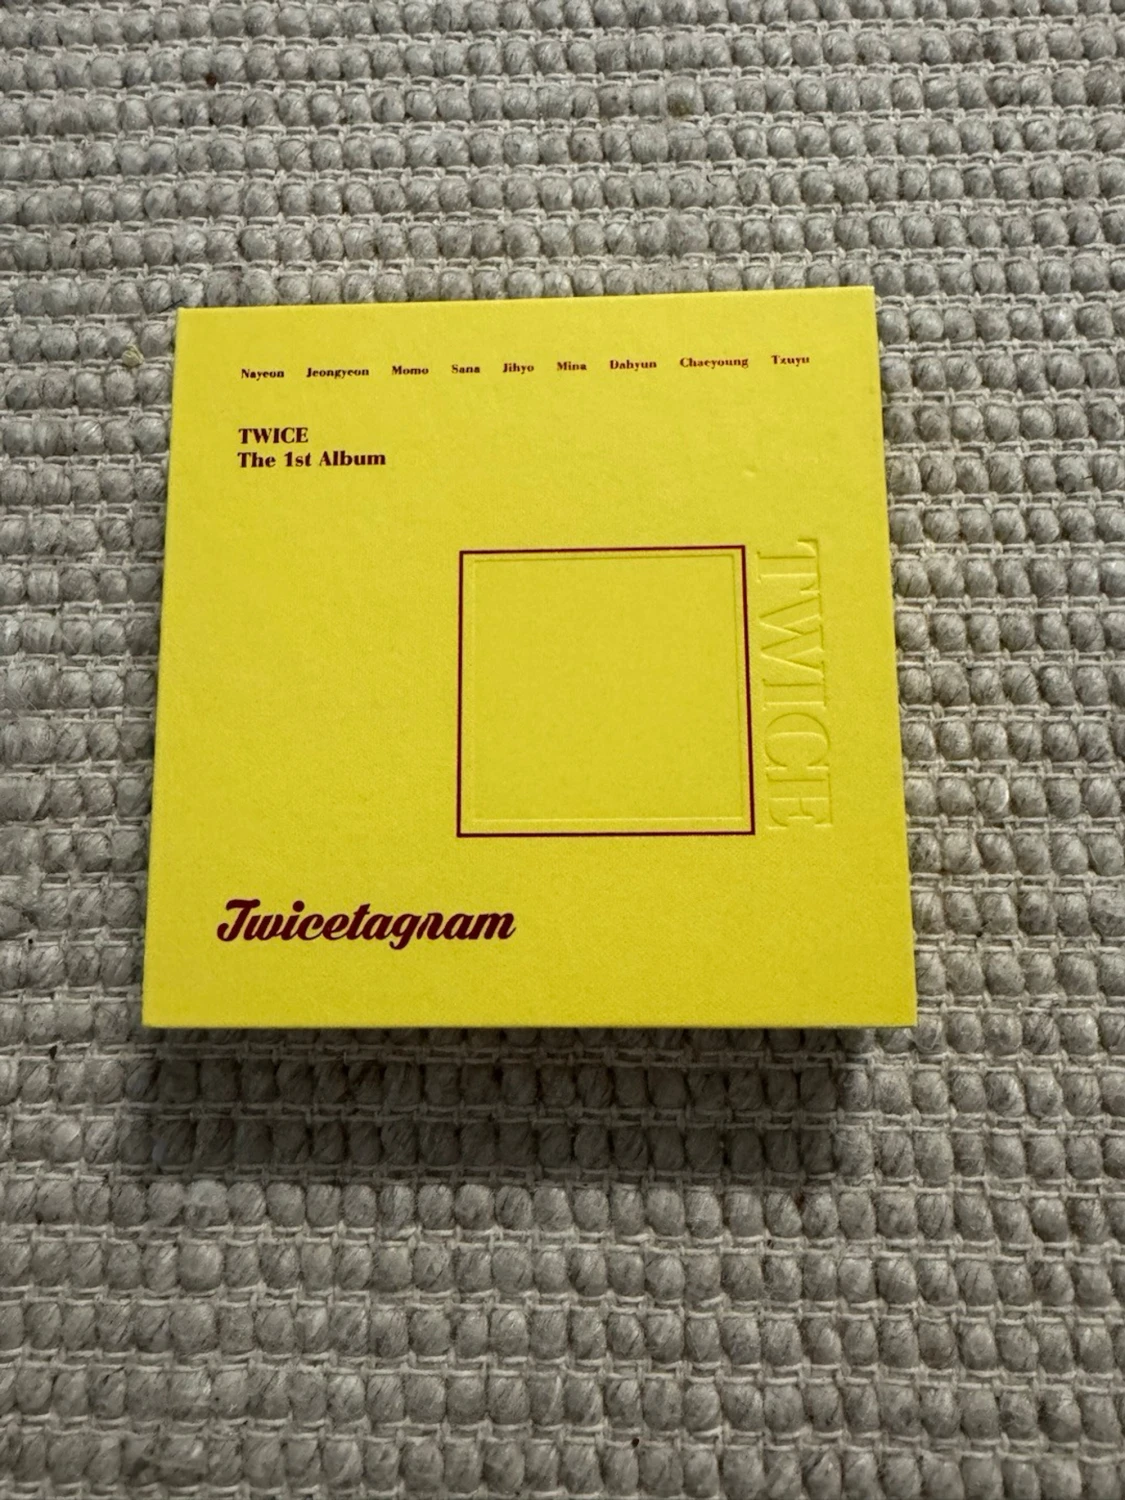 Nayeon Jeongyeon Momo Sana Jihyo Mina Dahyun Chaeyoung Tzuyu
TWICE
The 1st Album
TWICE
Twicetagram